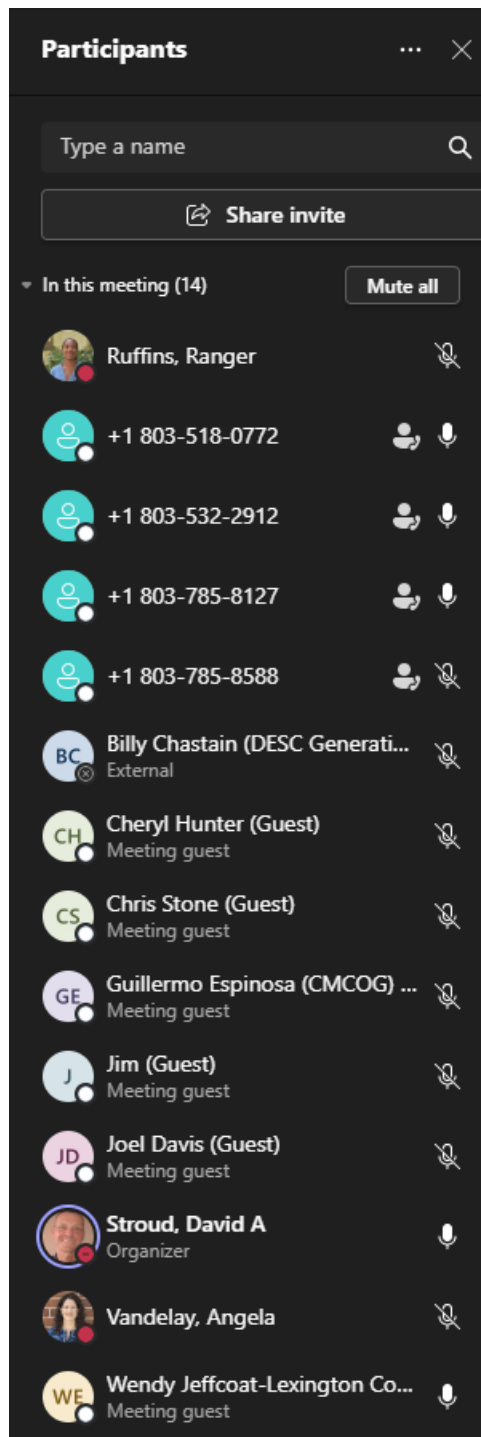 Participants
Type a name
Share invite
In this meeting (14)
Mute all
Ruffins, Ranger
+1 803-518-0772
+1 803-532-2912
+1 803-785-8127
+1 803-785-8588
BC
Billy Chastain (DESC Generati...
External
CH
Cheryl Hunter (Guest)
Meeting guest
CS
Chris Stone (Guest)
Meeting guest
GE
Guillermo Espinosa (CMCOG) ...
Meeting guest
J
Jim (Guest)
Meeting guest
JD
Joel Davis (Guest)
Meeting guest
Stroud, David A
Organizer
Vandelay, Angela
WE
Wendy Jeffcoat-Lexington Co...
Meeting guest